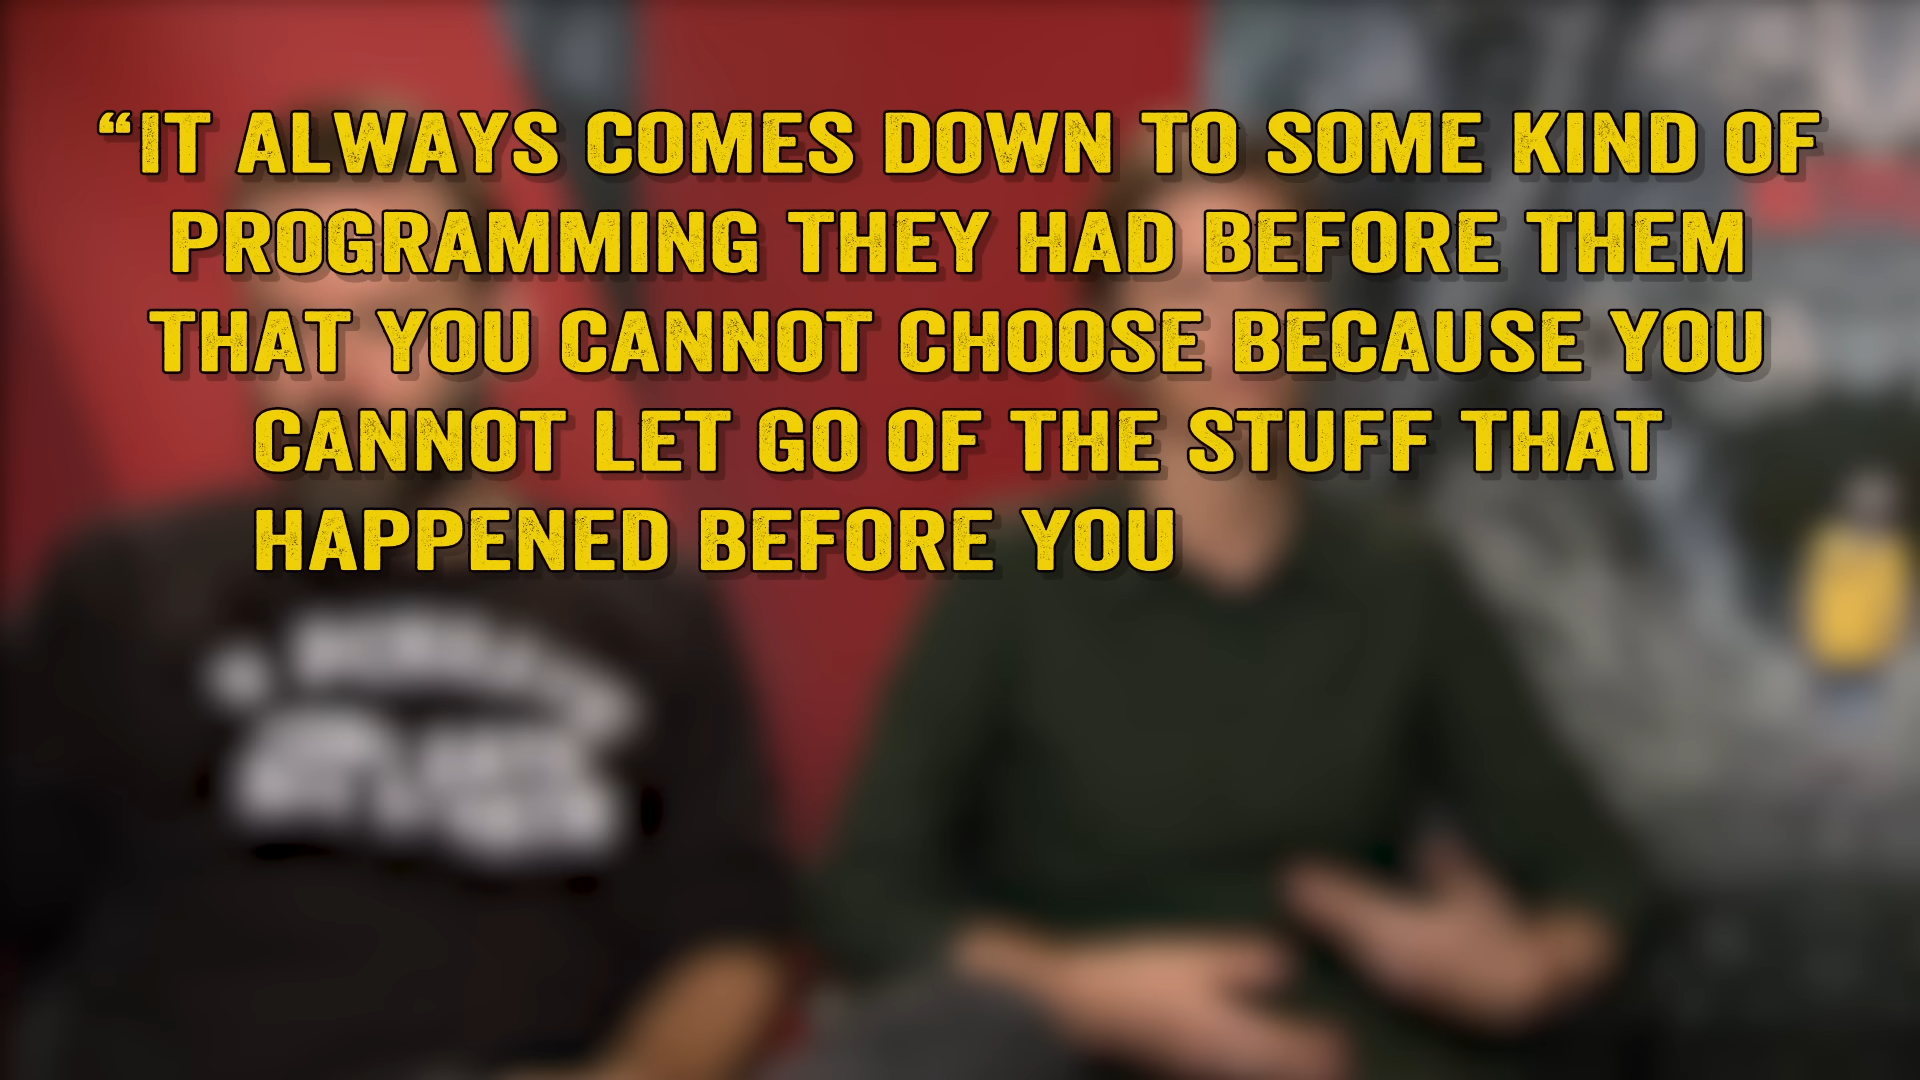 “IT ALWAYS COMES DOWN TO SOME KIND OF
PROGRAMMING THEY HAD BEFORE THEM
THAT YOU CANNOT CHOOSE BECAUSE YOU
CANNOT LET GO OF THE STUFF THAT
HAPPENED BEFORE YOU